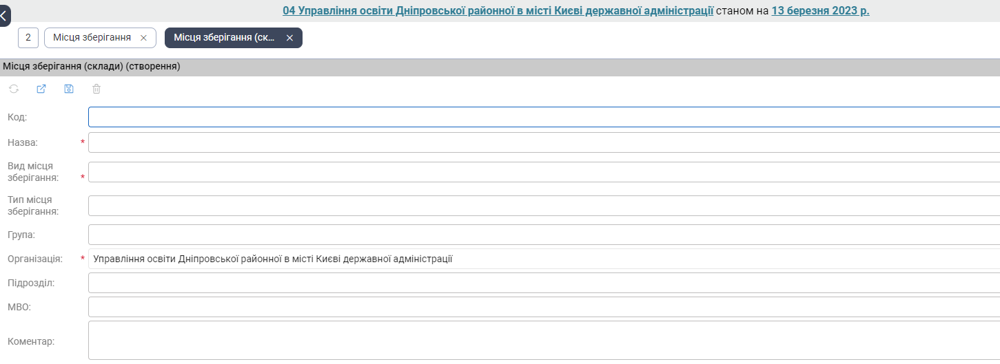 04 Управління освіти Дніпровської районної в місті Києві державної адміністрації станом на 13 березня 2023 р.
2 Місця зберігання Місця зберігання (ск...
Місця зберігання (склади) (створення)
Код:
Назва: *
Вид місця
зберігання: *
Тип місця
зберігання:
Група:
Організація: * Управління освіти Дніпровської районної в місті Києві державної адміністрації
Підрозділ:
МВО:
Коментар: